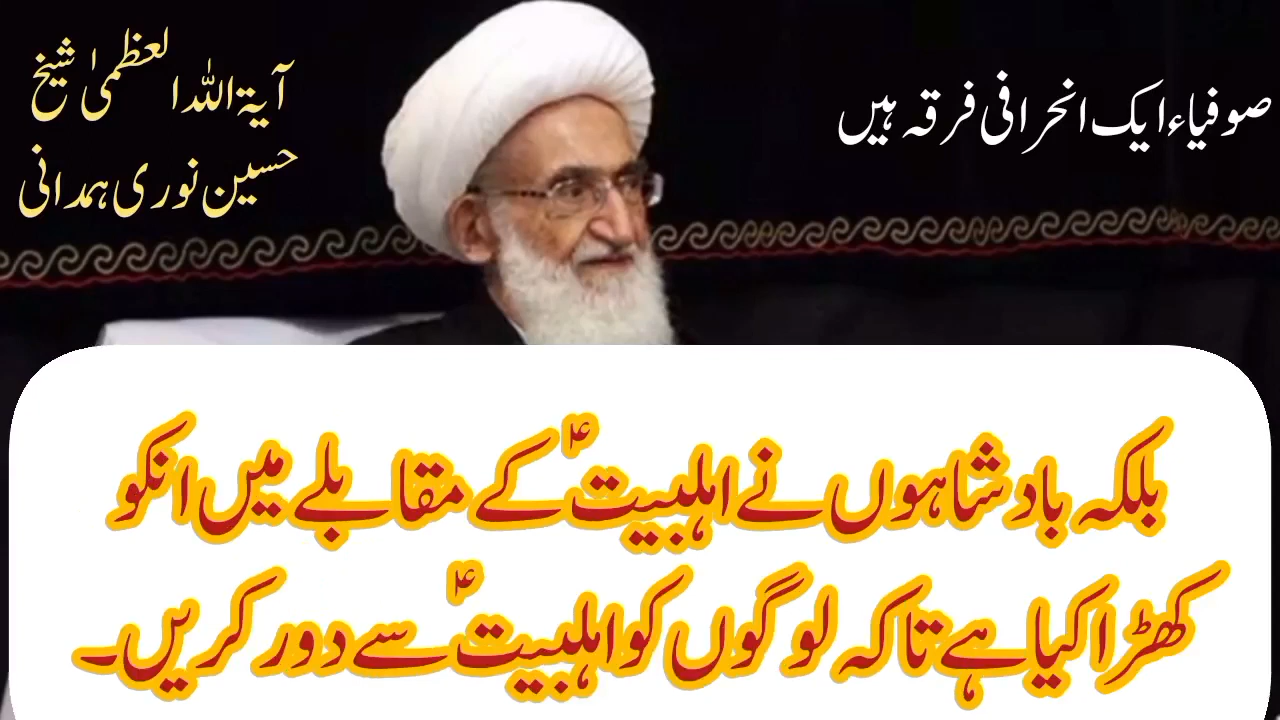 صوفیاء ایک انحرافی فرقہ ہیں
آیۃ اللہ العظمیٰ شیخ
حسین نوری ہمدانی
بلکہ بادشاہوں نے اہلبیتؑ کے مقابلے میں انکو
کھڑا کیا ہے تاکہ لوگوں کو اہلبیتؑ سے دور کریں۔